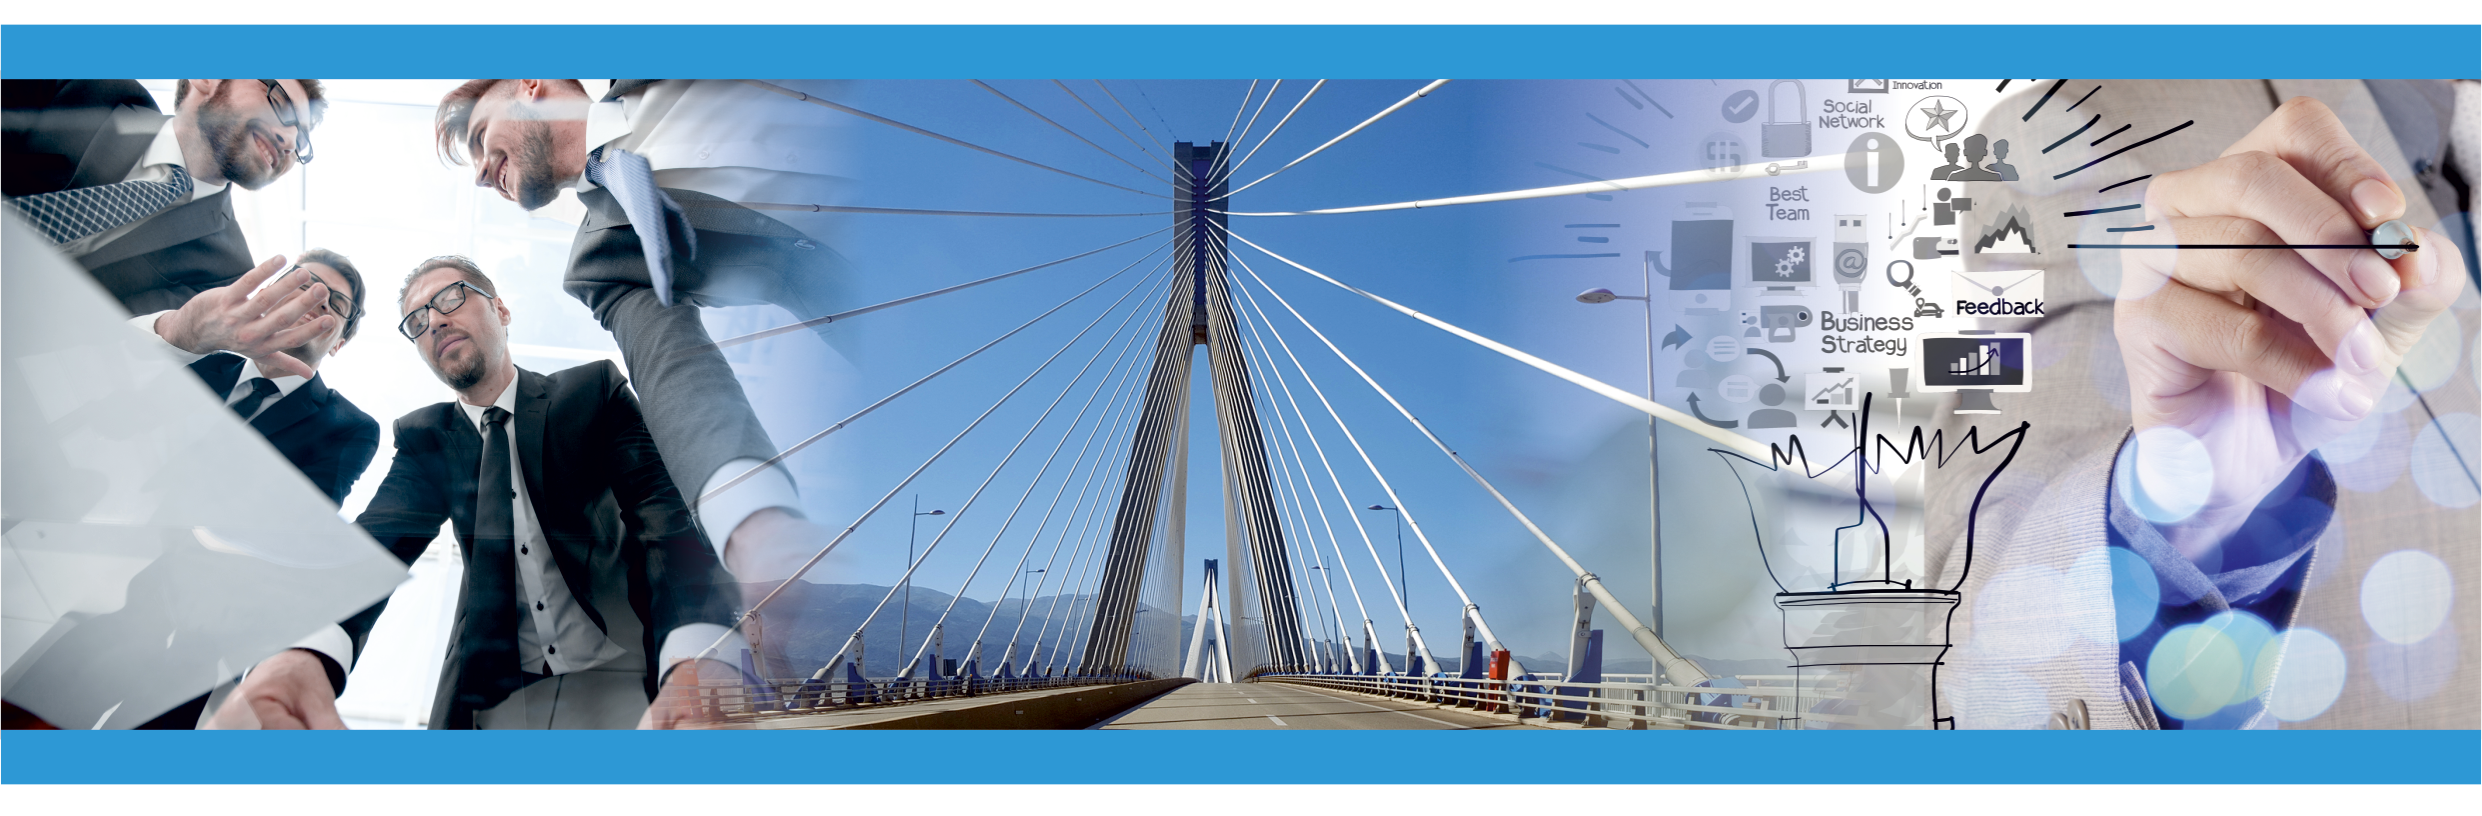 Innovation
Social
Network
Best
Team
Feedback
Business
Strategy